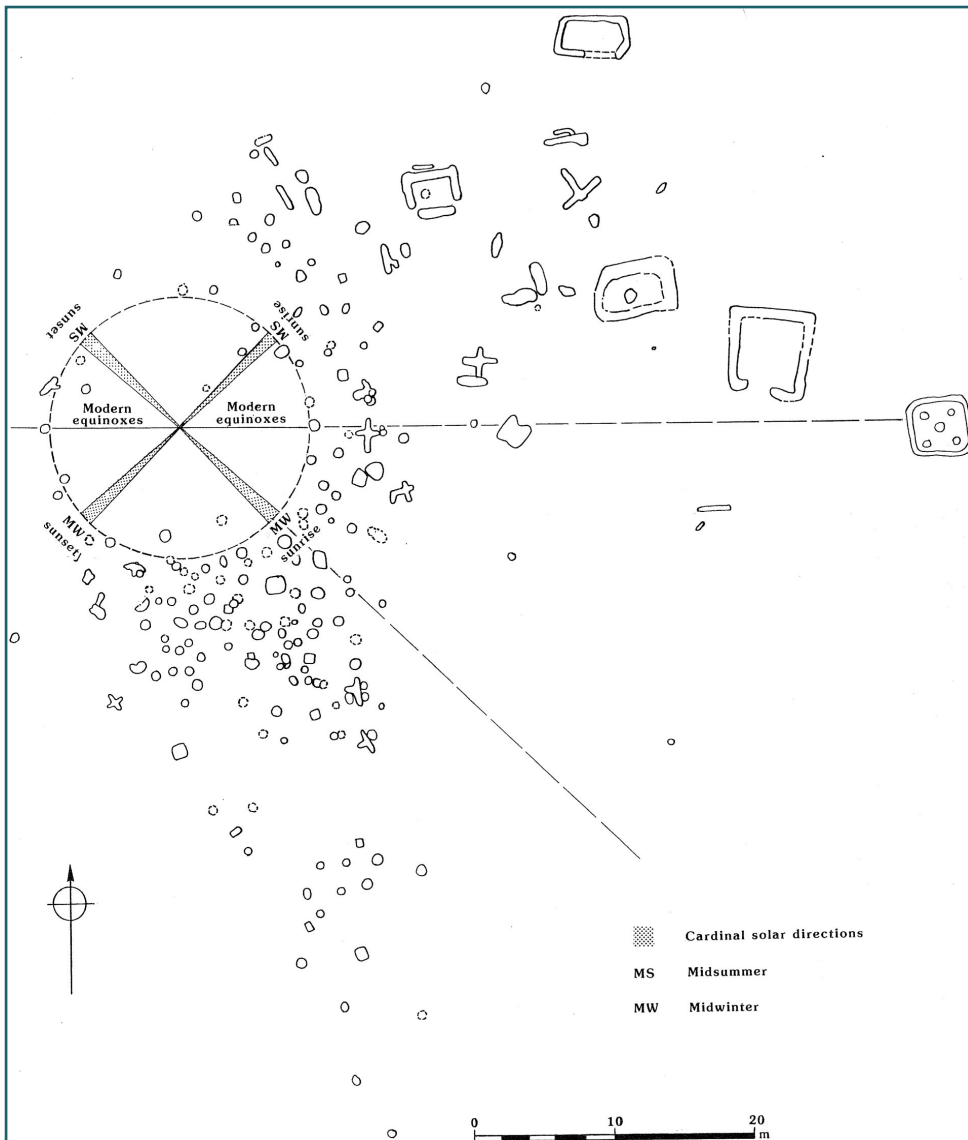 sunset
MS
sunrise
MS
Modern
equinoxes
Modern
equinoxes
MW
sunset
MW
sunrise
Cardinal solar directions
MS Midsummer
MW Midwinter
0 10 20
m